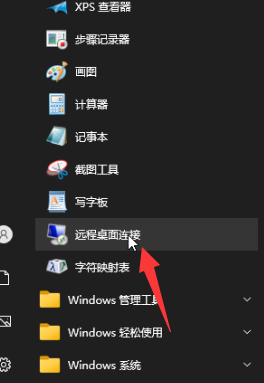 XPS 查看器
步骤记录器
画图
计算器
记事本
截图工具
写字板
远程桌面连接
字符映射表
Windows 管理工具
Windows 轻松使用
Windows 系统